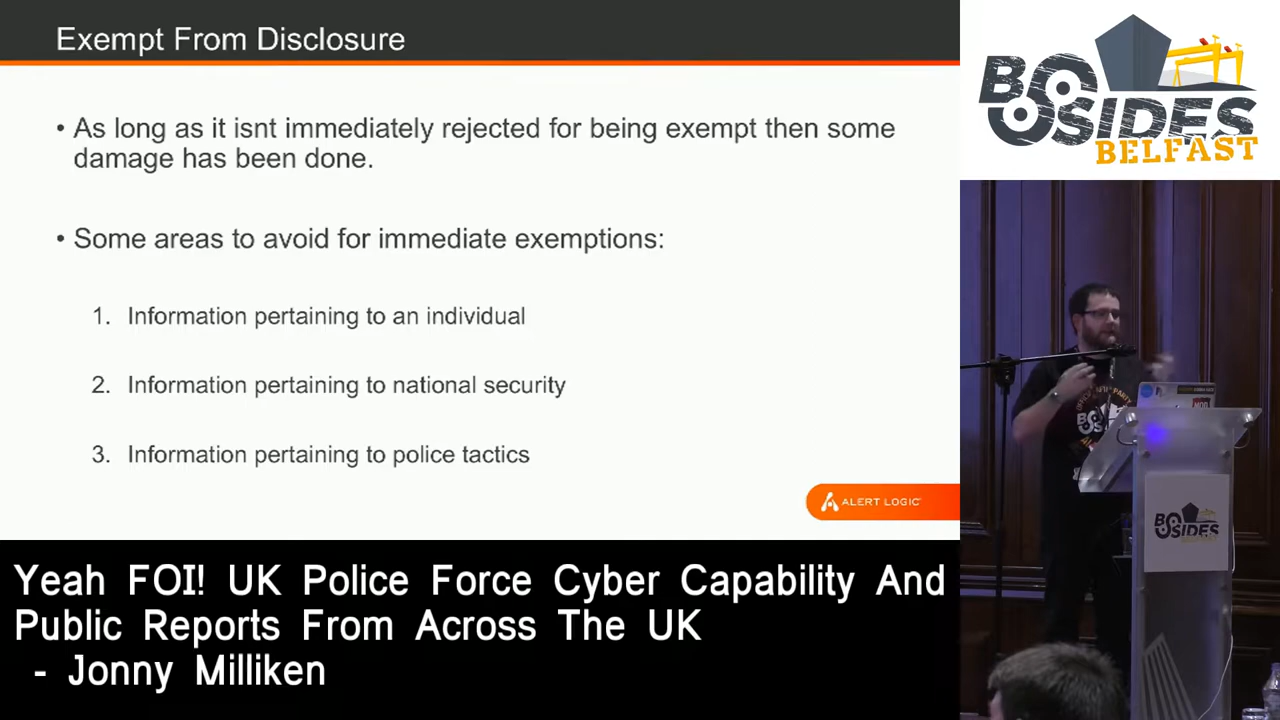 Exempt From Disclosure
• As long as it isnt immediately rejected for being exempt then some
damage has been done.
• Some areas to avoid for immediate exemptions:
1. Information pertaining to an individual
2. Information pertaining to national security
3. Information pertaining to police tactics
ALERT LOGIC
BSIDES
BELFAST
BSIDES
BSIDES
BELFAST
Yeah FOI! UK Police Force Cyber Capability And
Public Reports From Across The UK
- Jonny Milliken